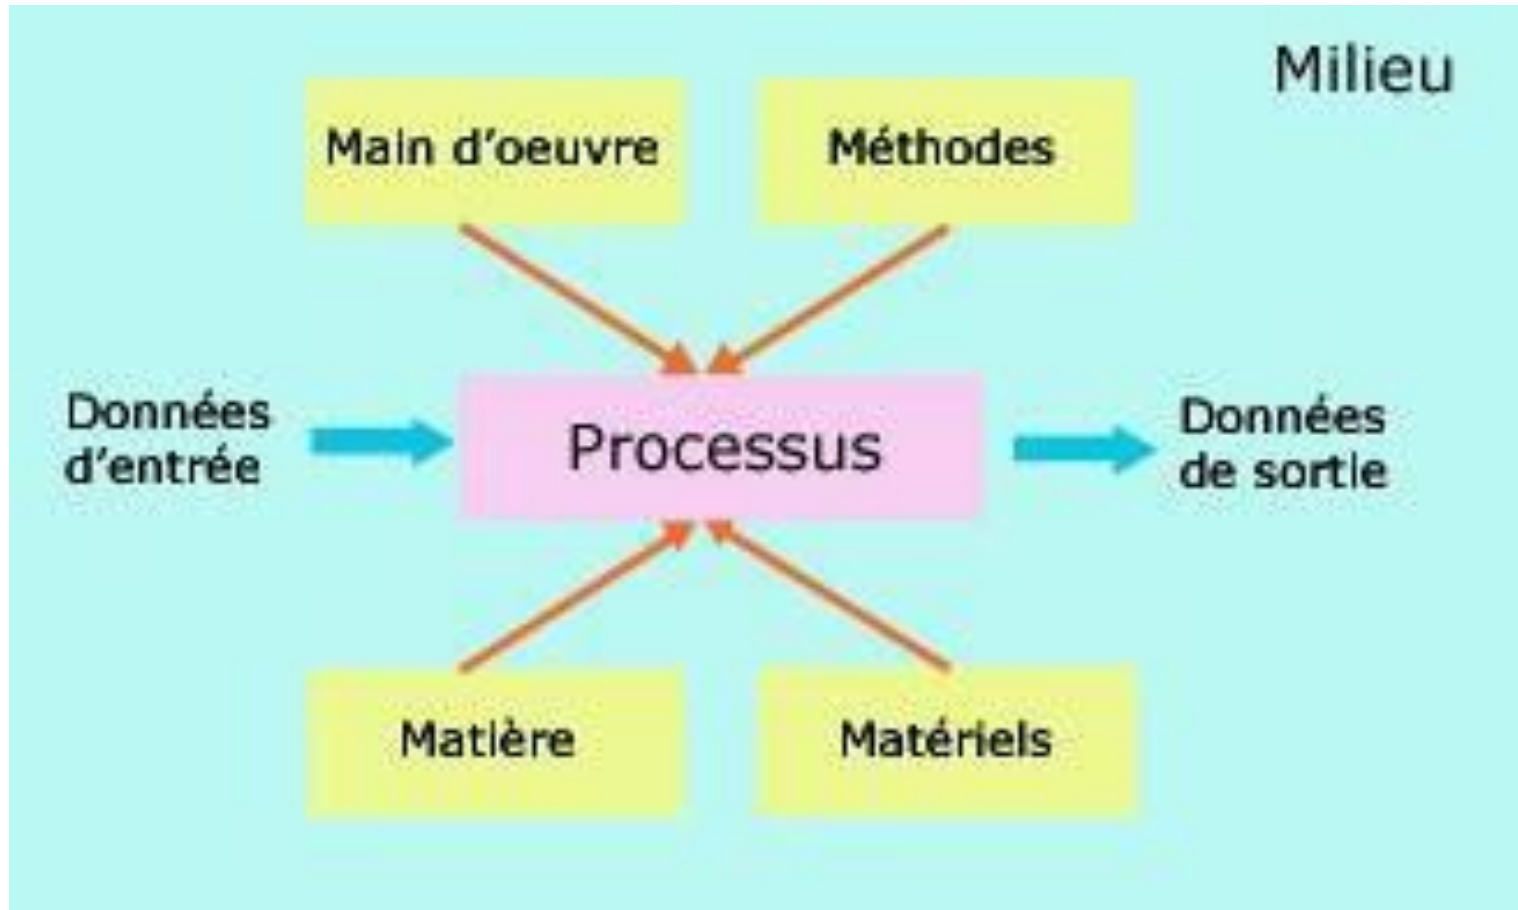 Milieu
Main d'oeuvre
Méthodes
Données
d'entrée
Processus
Données
de sortie
Matière
Matériels